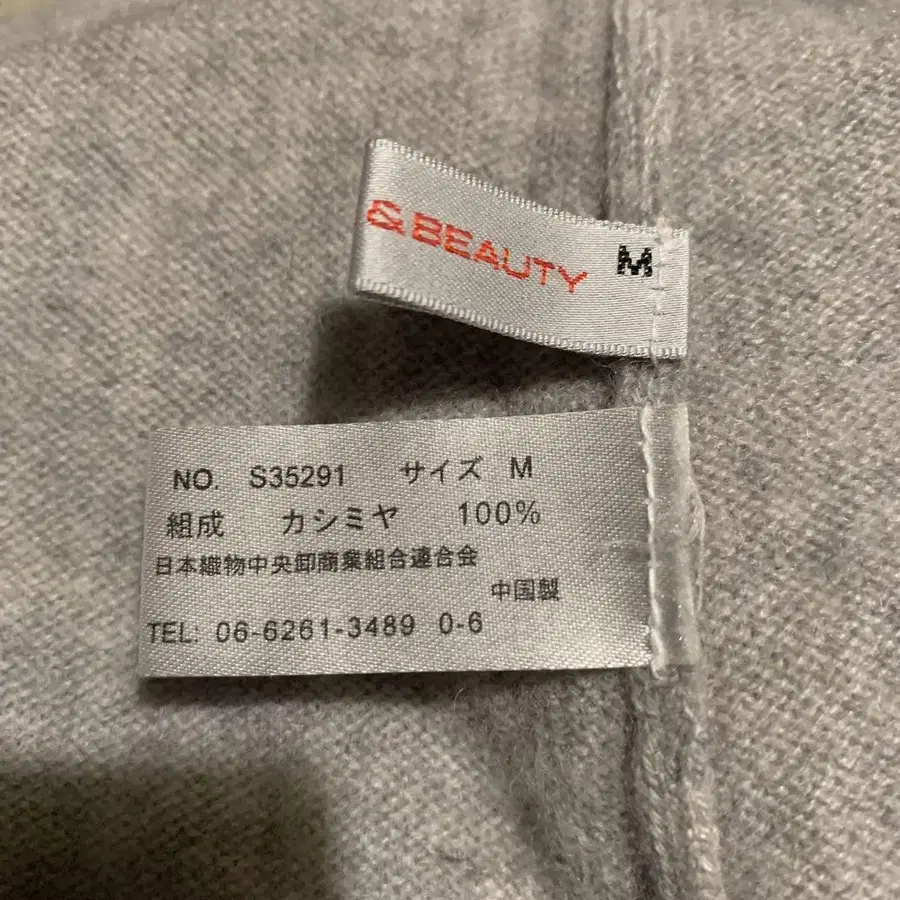 & BEAUTY M
NO. S35291 サイズ M
組成 カシミヤ 100%
日本織物中央卸商業組合連合会
中国製
TEL: 06-6261-3489 0-6